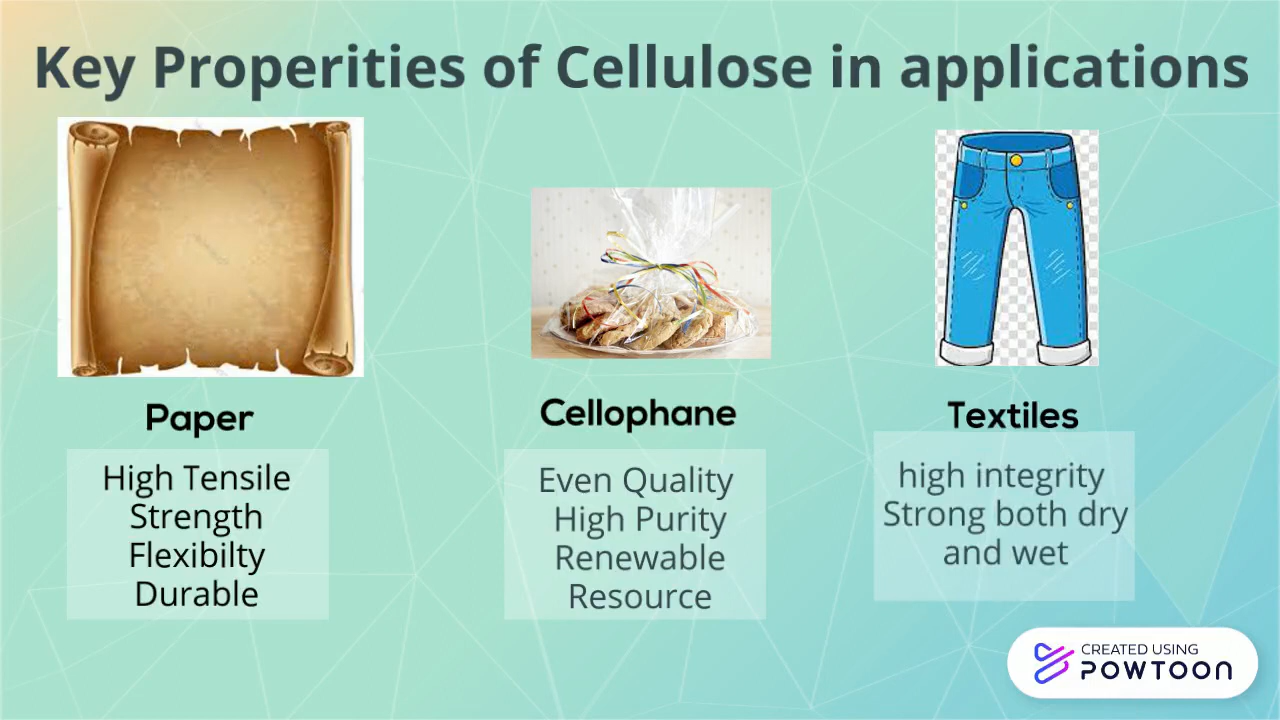 Key Properities of Cellulose in applications
Paper
High Tensile
Strength
Flexibilty
Durable
Cellophane
Even Quality
High Purity
Renewable
Resource
Textiles
high integrity
Strong both dry
and wet
CREATED USING
POWTOON